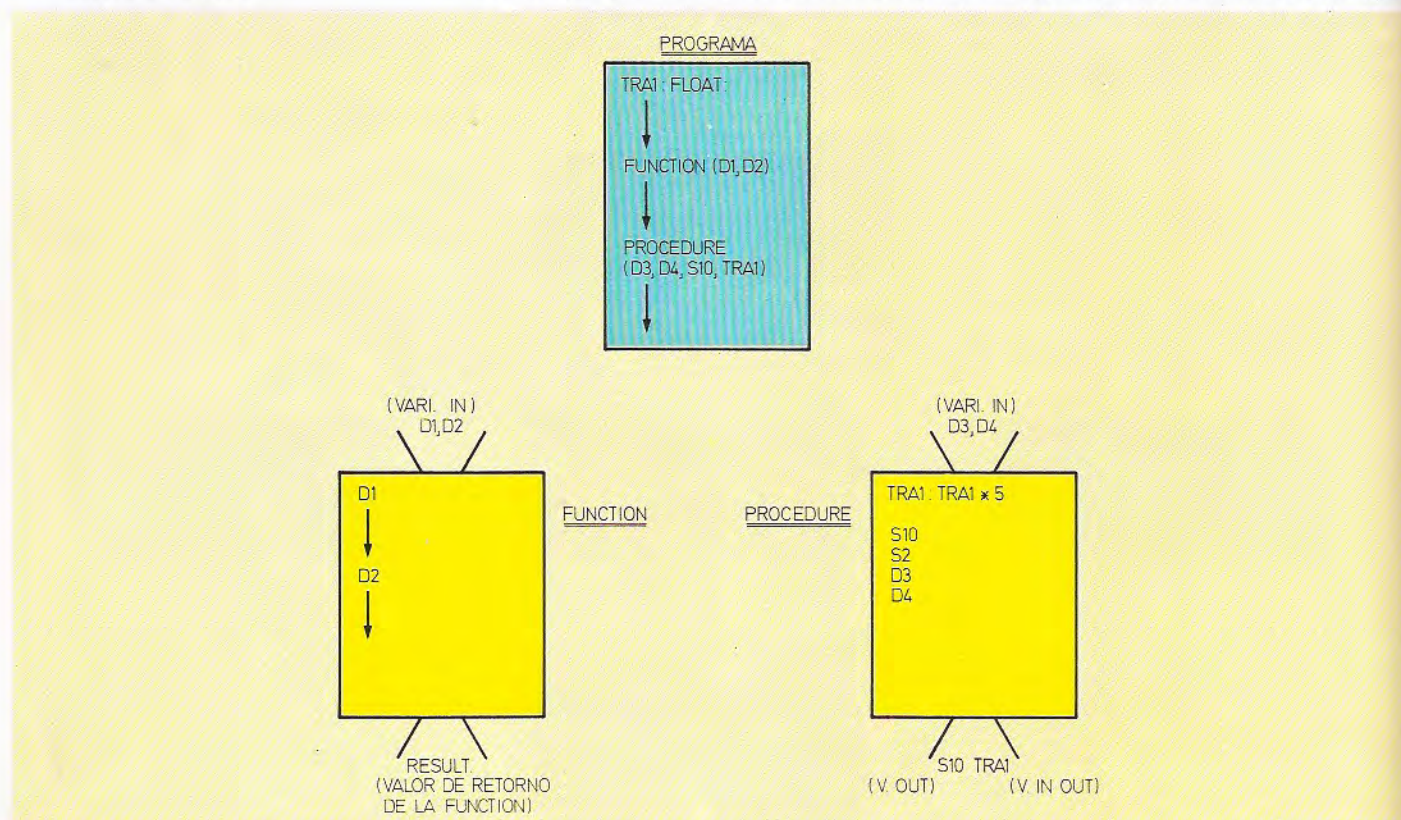 PROGRAMA
TRA1: FLOAT:
FUNCTION (D1,D2)
PROCEDURE
(D3, D4, S10, TRA1)
(VARI. IN)
D1,D2
D1
D2
FUNCTION
RESULT.
(VALOR DE RETORNO
DE LA FUNCTION)
(VARI. IN)
D3,D4
PROCEDURE
TRA1: TRA1 * 5
S10
S2
D3
D4
S10 TRA1
(V. OUT) (V. IN OUT)